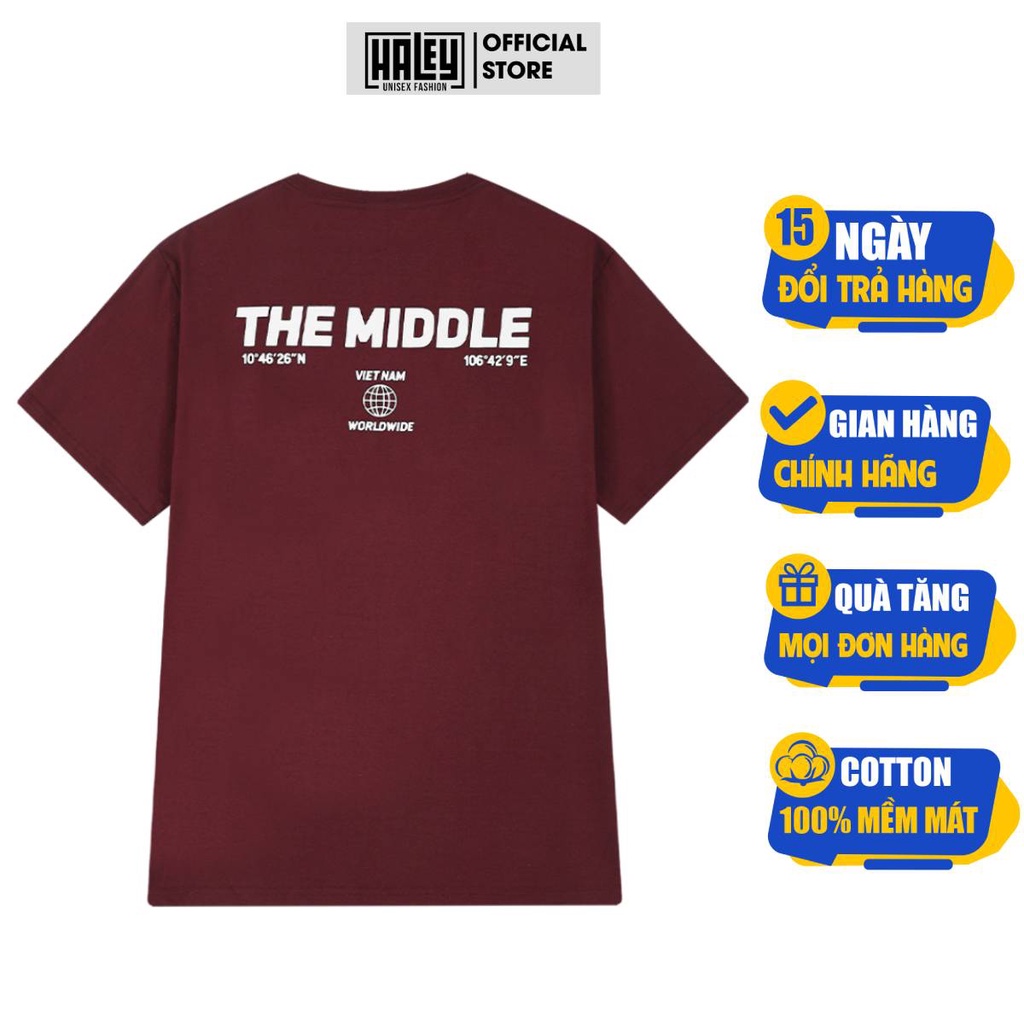 HALEY
UNISEX FASHION
OFFICIAL
STORE
THE MIDDLE
10°46'26"N 106°42'9"E
VIET NAM
WORLDWIDE
15 NGÀY
ĐỔI TRẢ HÀNG
GIAN HÀNG
CHÍNH HÃNG
QUÀ TẶNG
MỌI ĐƠN HÀNG
COTTON
100% MỀM MÁT